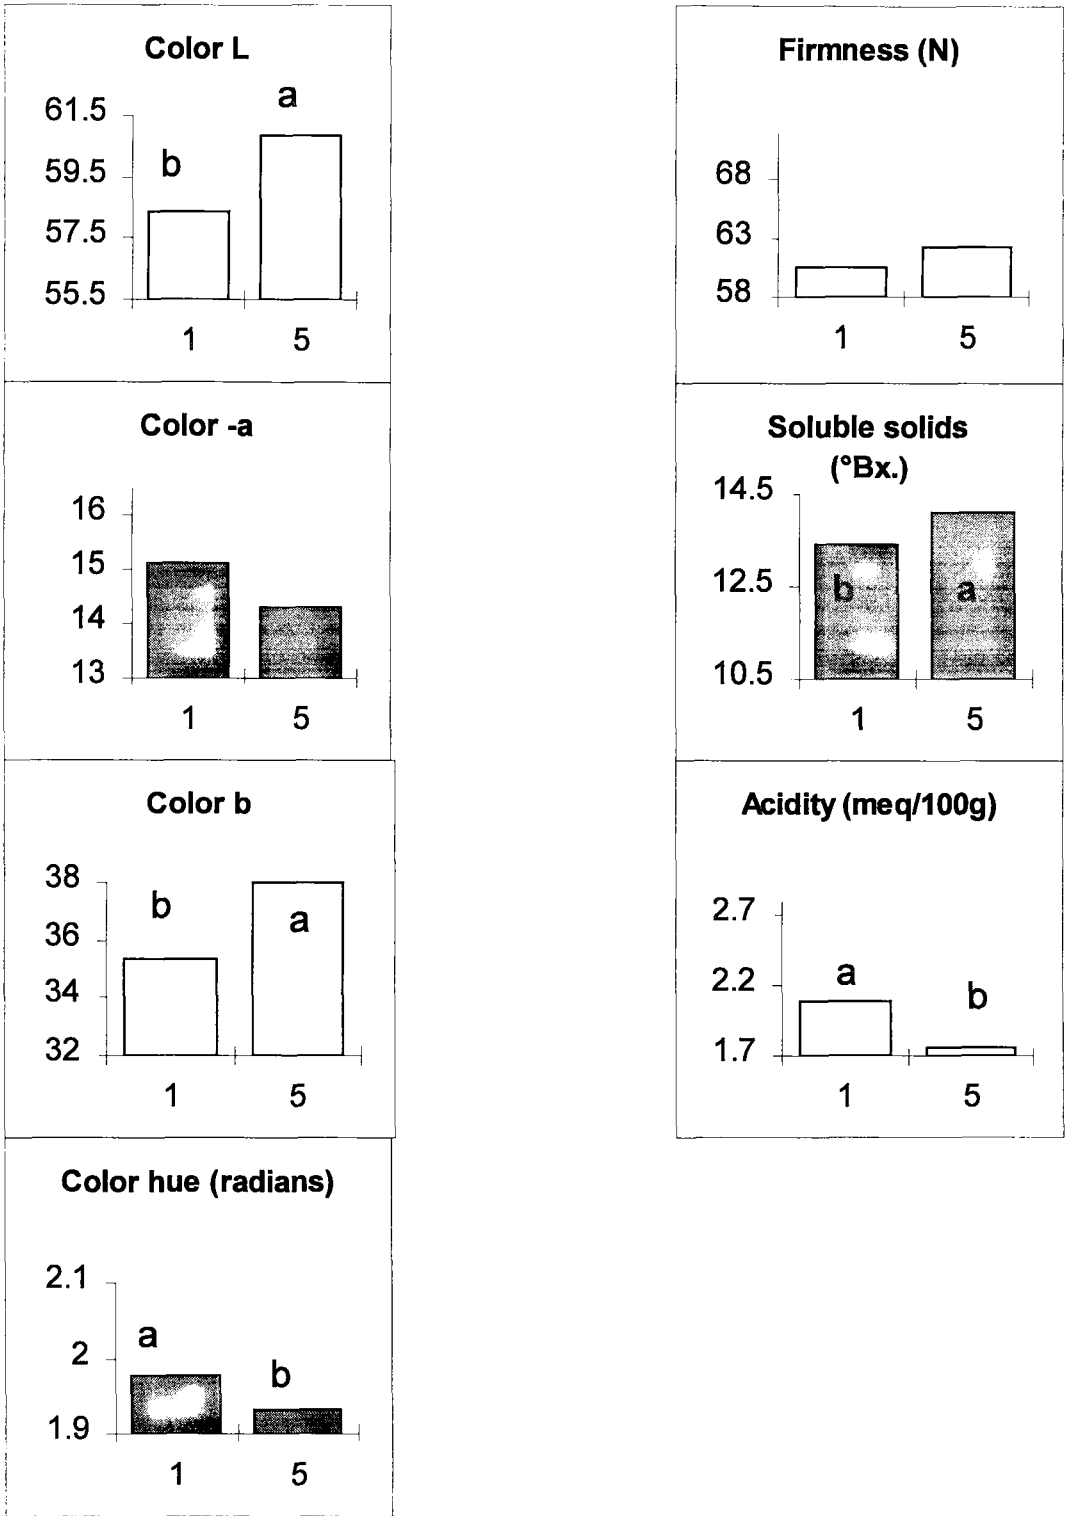 Color L
a
61.5
b
59.5
57.5
55.5
1 5
Color -a
16
15
14
13
1 5
Color b
38
b
a
36
34
32
1 5
Color hue (radians)
2.1
a
2
b
1.9
1 5
Firmness (N)
68
63
58
1 5
Soluble solids
(°Bx.)
14.5
12.5
b a
10.5
1 5
Acidity (meq/100g)
2.7
a
2.2
b
1.7
1 5